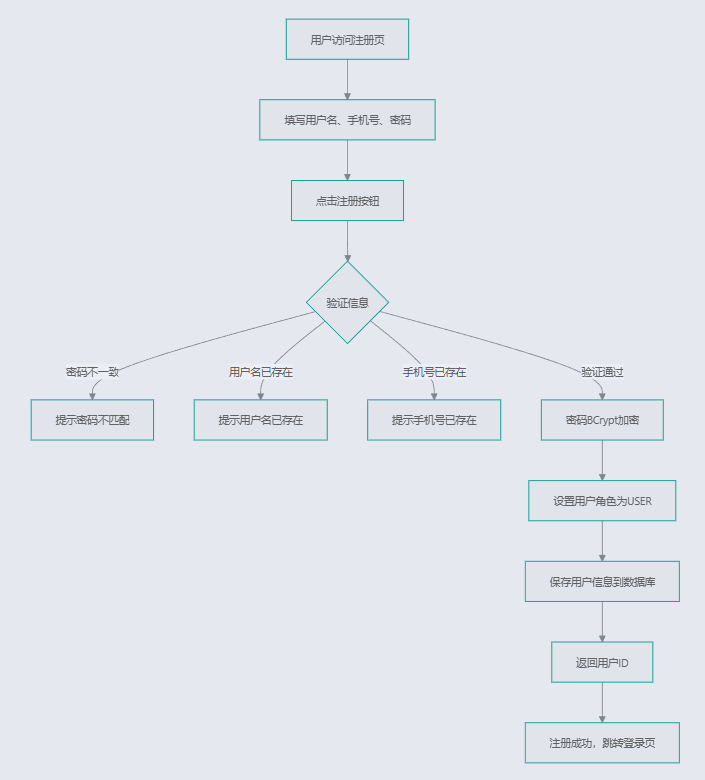 用户访问注册页
填写用户名、手机号、密码
点击注册按钮
验证信息
密码不一致
用户名已存在
手机号已存在
验证通过
提示密码不匹配
提示用户名已存在
提示手机号已存在
密码BCrypt加密
设置用户角色为USER
保存用户信息到数据库
返回用户ID
注册成功，跳转登录页